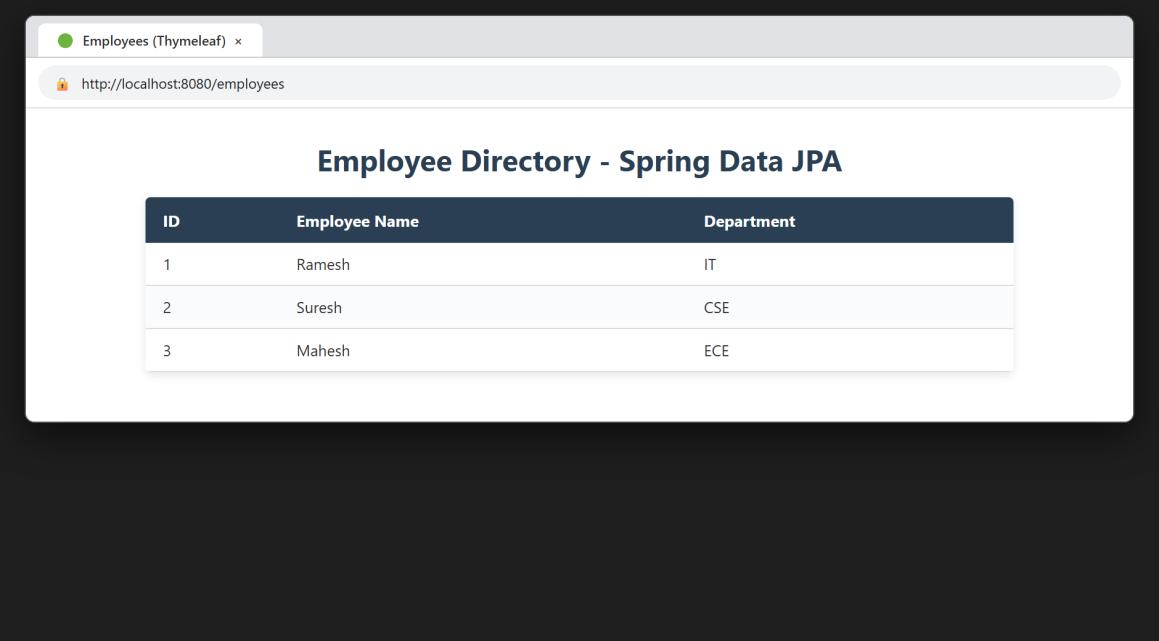 Employees (Thymeleaf) ×
http://localhost:8080/employees
Employee Directory - Spring Data JPA
ID Employee Name Department
1 Ramesh IT
2 Suresh CSE
3 Mahesh ECE